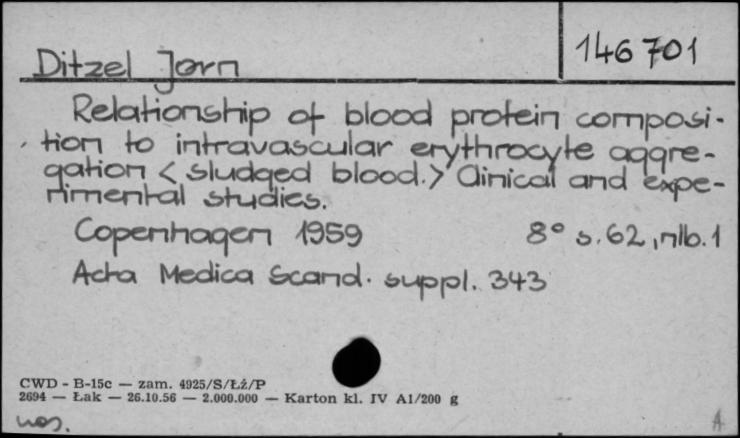 146 701
Ditzel Jørn
Relationship of blood protein composi-
tion to intravascular erythrocyte aggre-
gation < sludged blood.> Clinical and expe-
rimental studies.
Copenhagen 1959 8° s. 62, nlb. 1
Acta Medica Scand. suppl. 343
CWD - B-15c — zam. 4925/S/Łż/P
2694 — Łak — 26.10.56 — 2.000.000 — Karton kl. IV A1/200 g
A